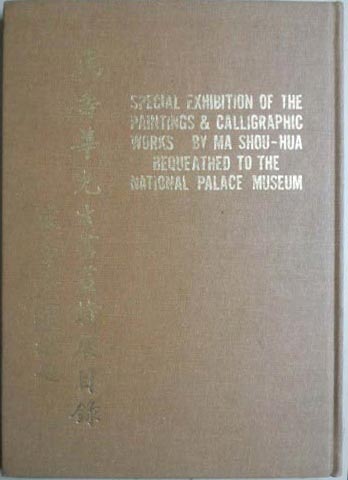 馬壽華先生書畫特展目錄
SPECIAL EXHIBITION OF THE
PAINTINGS & CALLIGRAPHIC
WORKS BY MA SHOU-HUA
BEQUEATHED TO THE
NATIONAL PALACE MUSEUM